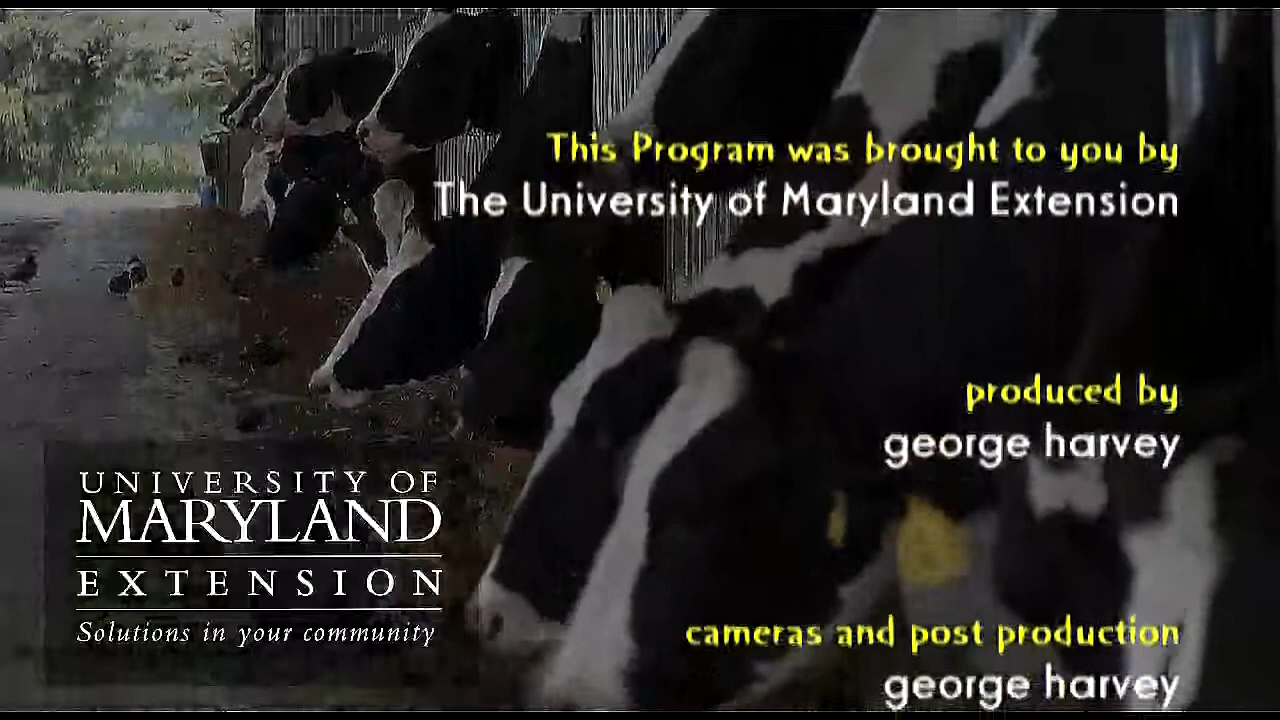 This Program was brought to you by
The University of Maryland Extension
produced by
george harvey
cameras and post production
george harvey
UNIVERSITY OF
MARYLAND
EXTENSION
Solutions in your community